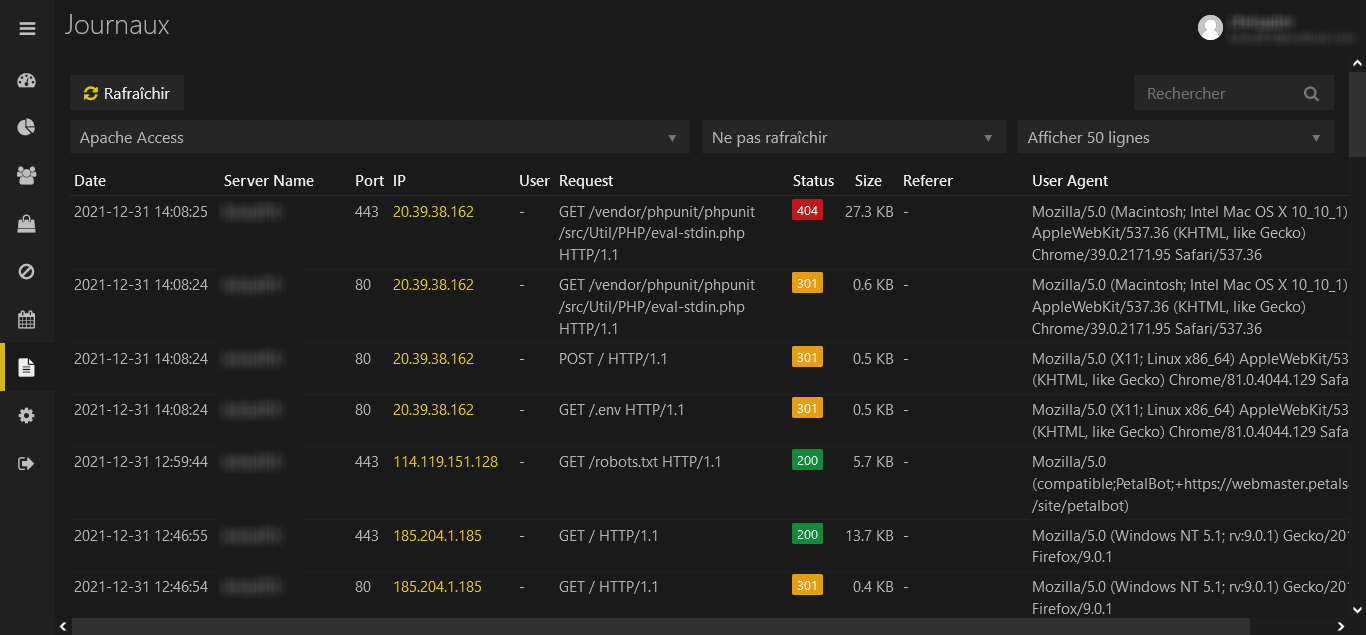 Journaux
Rafraîchir
Rechercher
Apache Access
Ne pas rafraîchir
Afficher 50 lignes
Date Server Name Port IP User Request Status Size Referer User Agent
2021-12-31 14:08:25 443 20.39.38.162 - GET /vendor/phpunit/phpunit 404 27.3 KB - Mozilla/5.0 (Macintosh; Intel Mac OS X 10_10_1)
/src/Util/PHP/eval-stdin.php AppleWebKit/537.36 (KHTML, like Gecko)
HTTP/1.1 Chrome/39.0.2171.95 Safari/537.36
2021-12-31 14:08:24 80 20.39.38.162 - GET /vendor/phpunit/phpunit 301 0.6 KB - Mozilla/5.0 (Macintosh; Intel Mac OS X 10_10_1)
/src/Util/PHP/eval-stdin.php AppleWebKit/537.36 (KHTML, like Gecko)
HTTP/1.1 Chrome/39.0.2171.95 Safari/537.36
2021-12-31 14:08:24 80 20.39.38.162 - POST / HTTP/1.1 301 0.5 KB - Mozilla/5.0 (X11; Linux x86_64) AppleWebKit/53
(KHTML, like Gecko) Chrome/81.0.4044.129 Safa
2021-12-31 14:08:24 80 20.39.38.162 - GET /.env HTTP/1.1 301 0.5 KB - Mozilla/5.0 (X11; Linux x86_64) AppleWebKit/53
(KHTML, like Gecko) Chrome/81.0.4044.129 Safa
2021-12-31 12:59:44 443 114.119.151.128 - GET /robots.txt HTTP/1.1 200 5.7 KB - Mozilla/5.0
(compatible;PetalBot;+https://webmaster.petals
/site/petalbot)
2021-12-31 12:46:55 443 185.204.1.185 - GET / HTTP/1.1 200 13.7 KB - Mozilla/5.0 (Windows NT 5.1; rv:9.0.1) Gecko/201
Firefox/9.0.1
2021-12-31 12:46:54 80 185.204.1.185 - GET / HTTP/1.1 301 0.4 KB - Mozilla/5.0 (Windows NT 5.1; rv:9.0.1) Gecko/201
Firefox/9.0.1